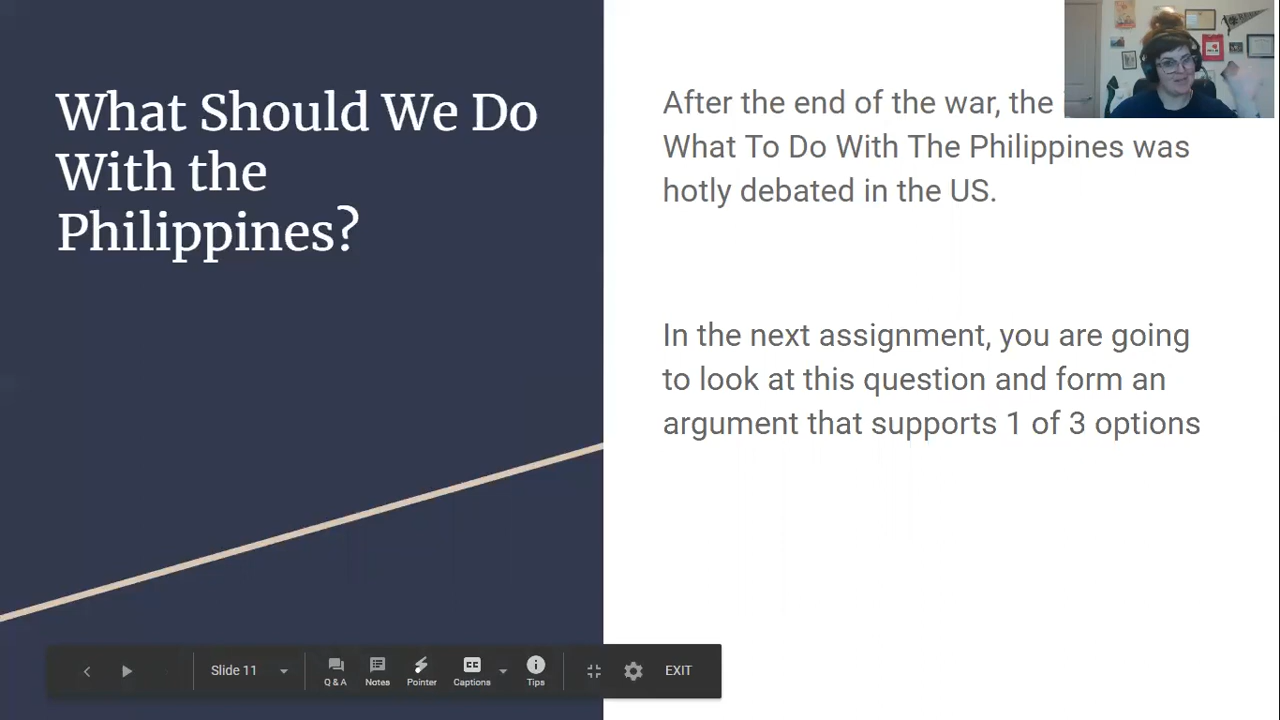 What Should We Do
With the
Philippines?
After the end of the war, the
What To Do With The Philippines was
hotly debated in the US.
In the next assignment, you are going
to look at this question and form an
argument that supports 1 of 3 options
Slide 11
Q & A
Notes
Pointer
CC
Captions
Tips
EXIT